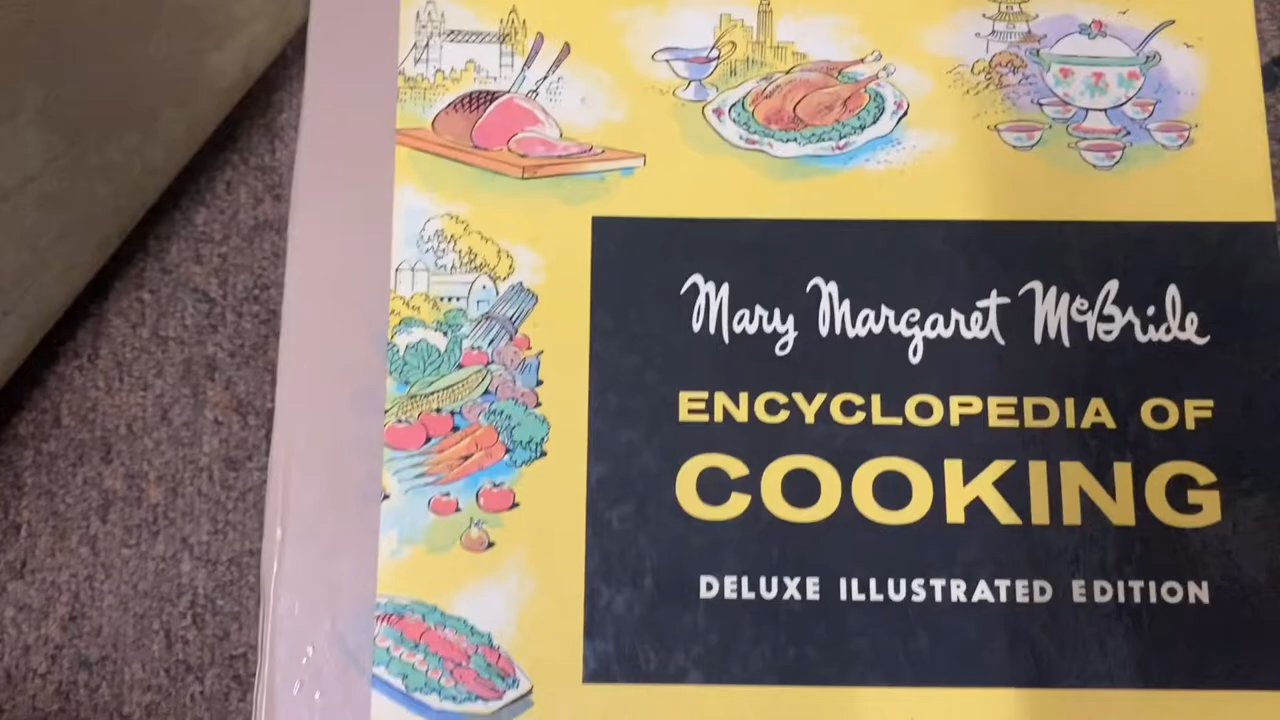 Mary Margaret McBride
ENCYCLOPEDIA OF
COOKING
DELUXE ILLUSTRATED EDITION